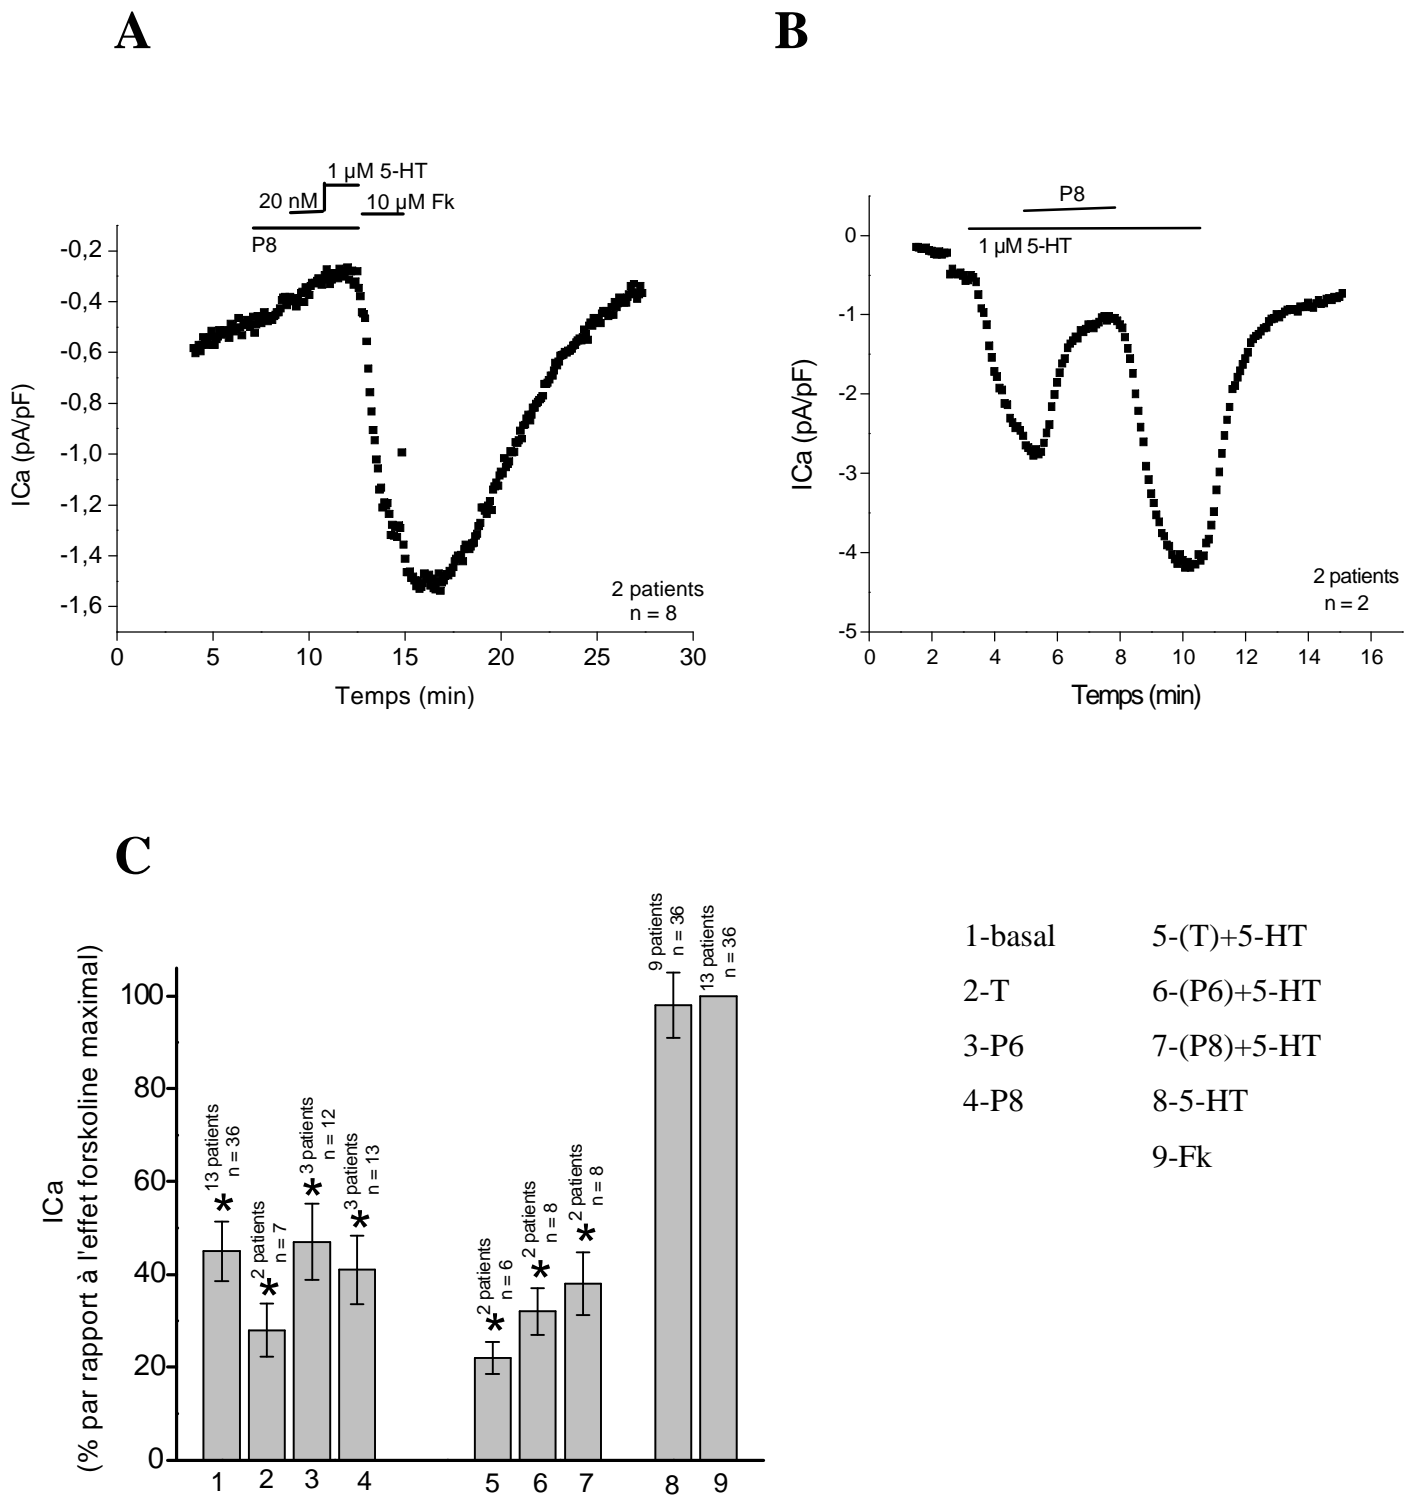 A
1 µM 5-HT
20 nM
10 µM Fk
P8
-0,2
-0,4
-0,6
-0,8
-1,0
-1,2
-1,4
-1,6
ICa (pA/pF)
2 patients
n = 8
0 5 10 15 20 25 30
Temps (min)
B
P8
1 µM 5-HT
0
-1
-2
-3
-4
-5
ICa (pA/pF)
2 patients
n = 2
0 2 4 6 8 10 12 14 16
Temps (min)
C
ICa
(% par rapport à l'effet forskoline maximal)
100
80
60
40
20
0
13 patients
n = 36
*
2 patients
n = 7
*
3 patients
n = 12
*
3 patients
n = 13
*
2 patients
n = 6
*
2 patients
n = 8
*
2 patients
n = 8
*
9 patients
n = 36
13 patients
n = 36
1 2 3 4 5 6 7 8 9
1-basal
2-T
3-P6
4-P8
5-(T)+5-HT
6-(P6)+5-HT
7-(P8)+5-HT
8-5-HT
9-Fk